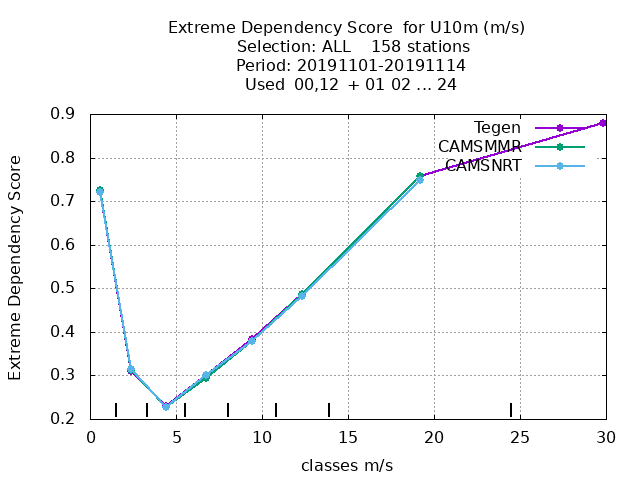 Extreme Dependency Score  for U10m (m/s)
Selection: ALL    158 stations
Period: 20191101-20191114
Used  00,12  + 01 02 ... 24
Extreme Dependency Score
0.9
0.8
0.7
0.6
0.5
0.4
0.3
0.2
Tegen
CAMSMMR
CAMSNRT
0 5 10 15 20 25 30
classes m/s